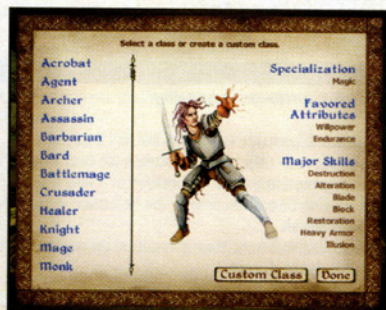 Select a class or create a custom class.
Acrobat
Agent
Archer
Assassin
Barbarian
Bard
Battlemage
Crusader
Healer
Knight
Mage
Monk
Specialization
Magic
Favored
Attributes
Willpower
Endurance
Major Skills
Destruction
Alteration
Blade
Block
Restoration
Heavy Armor
Illusion
Custom Class
Done